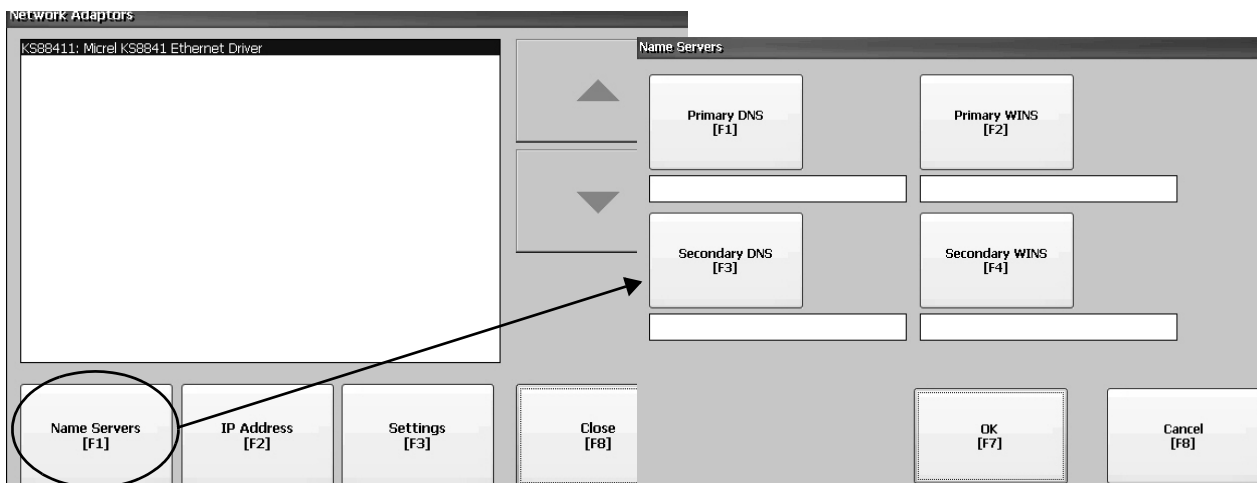 Network Adaptors
KS88411: Micrel KS8841 Ethernet Driver
Name Servers
[F1]
IP Address
[F2]
Settings
[F3]
Close
[F8]
Name Servers
Primary DNS
[F1]
Primary WINS
[F2]
Secondary DNS
[F3]
Secondary WINS
[F4]
OK
[F7]
Cancel
[F8]